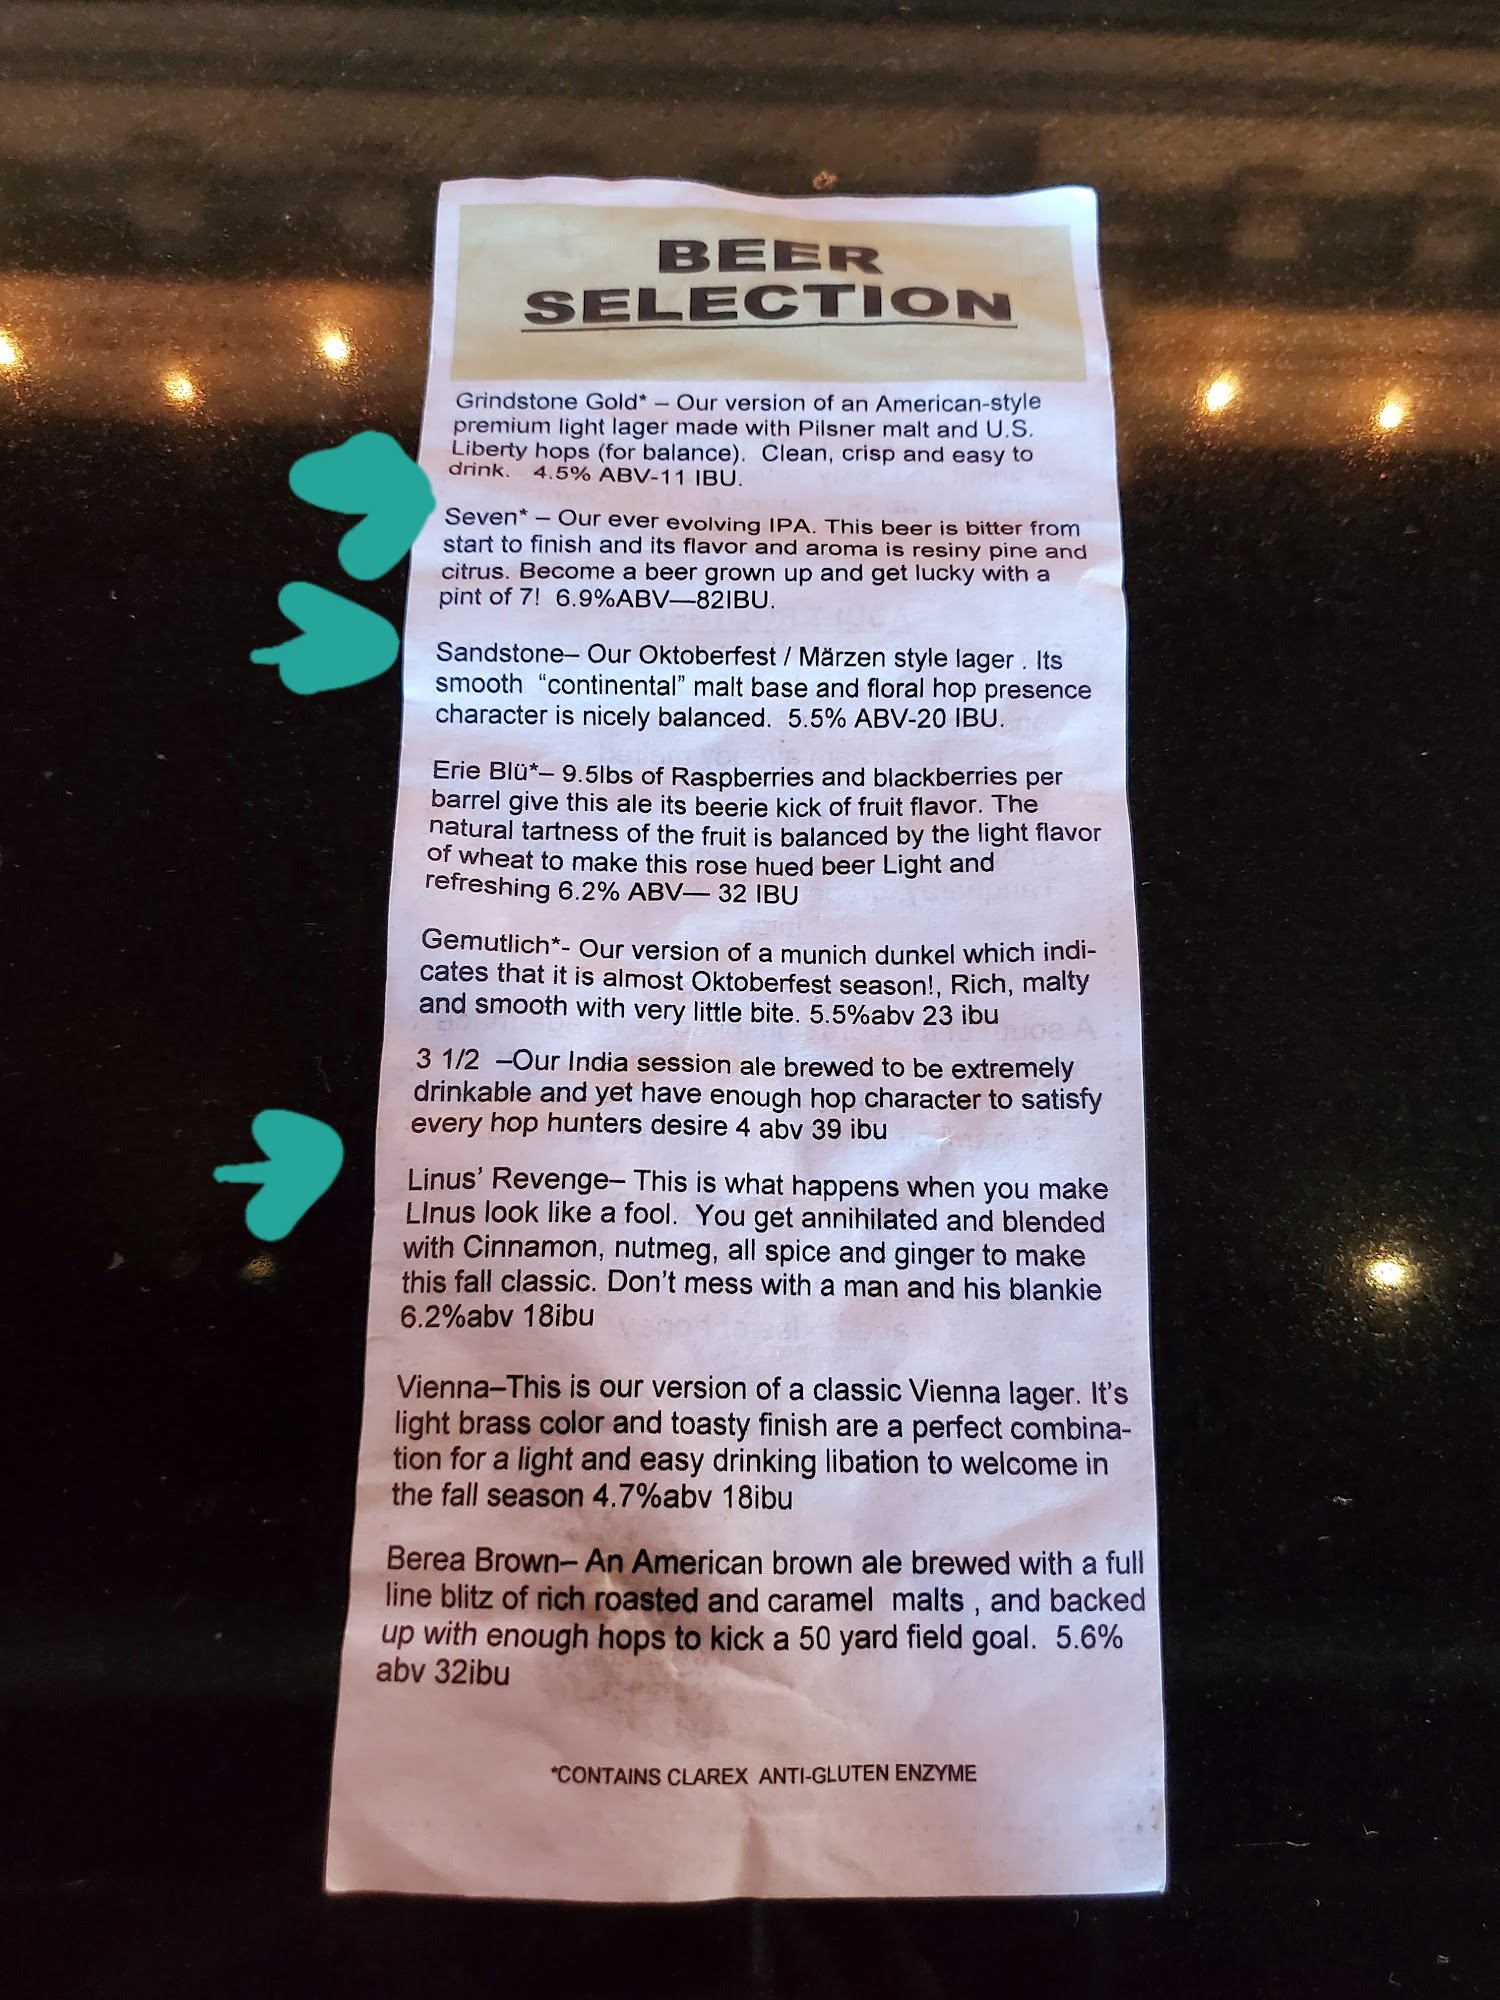 BEER
SELECTION
Grindstone Gold* – Our version of an American-style
premium light lager made with Pilsner malt and U.S.
Liberty hops (for balance).  Clean, crisp and easy to
drink.   4.5% ABV-11 IBU.
Seven* – Our ever evolving IPA. This beer is bitter from
start to finish and its flavor and aroma is resiny pine and
citrus. Become a beer grown up and get lucky with a
pint of 7!  6.9%ABV—82IBU.
Sandstone– Our Oktoberfest / Märzen style lager . Its
smooth  “continental” malt base and floral hop presence
character is nicely balanced.  5.5% ABV-20 IBU.
Erie Blü*– 9.5lbs of Raspberries and blackberries per
barrel give this ale its beerie kick of fruit flavor. The
natural tartness of the fruit is balanced by the light flavor
of wheat to make this rose hued beer Light and
refreshing 6.2% ABV— 32 IBU
Gemutlich*- Our version of a munich dunkel which indi-
cates that it is almost Oktoberfest season!, Rich, malty
and smooth with very little bite. 5.5%abv 23 ibu
3 1/2  –Our India session ale brewed to be extremely
drinkable and yet have enough hop character to satisfy
every hop hunters desire 4 abv 39 ibu
Linus’ Revenge– This is what happens when you make
LInus look like a fool.  You get annihilated and blended
with Cinnamon, nutmeg, all spice and ginger to make
this fall classic. Don’t mess with a man and his blankie
6.2%abv 18ibu
Vienna–This is our version of a classic Vienna lager. It’s
light brass color and toasty finish are a perfect combina-
tion for a light and easy drinking libation to welcome in
the fall season 4.7%abv 18ibu
Berea Brown– An American brown ale brewed with a full
line blitz of rich roasted and caramel  malts , and backed
up with enough hops to kick a 50 yard field goal.  5.6%
abv 32ibu
*CONTAINS CLAREX  ANTI-GLUTEN ENZYME